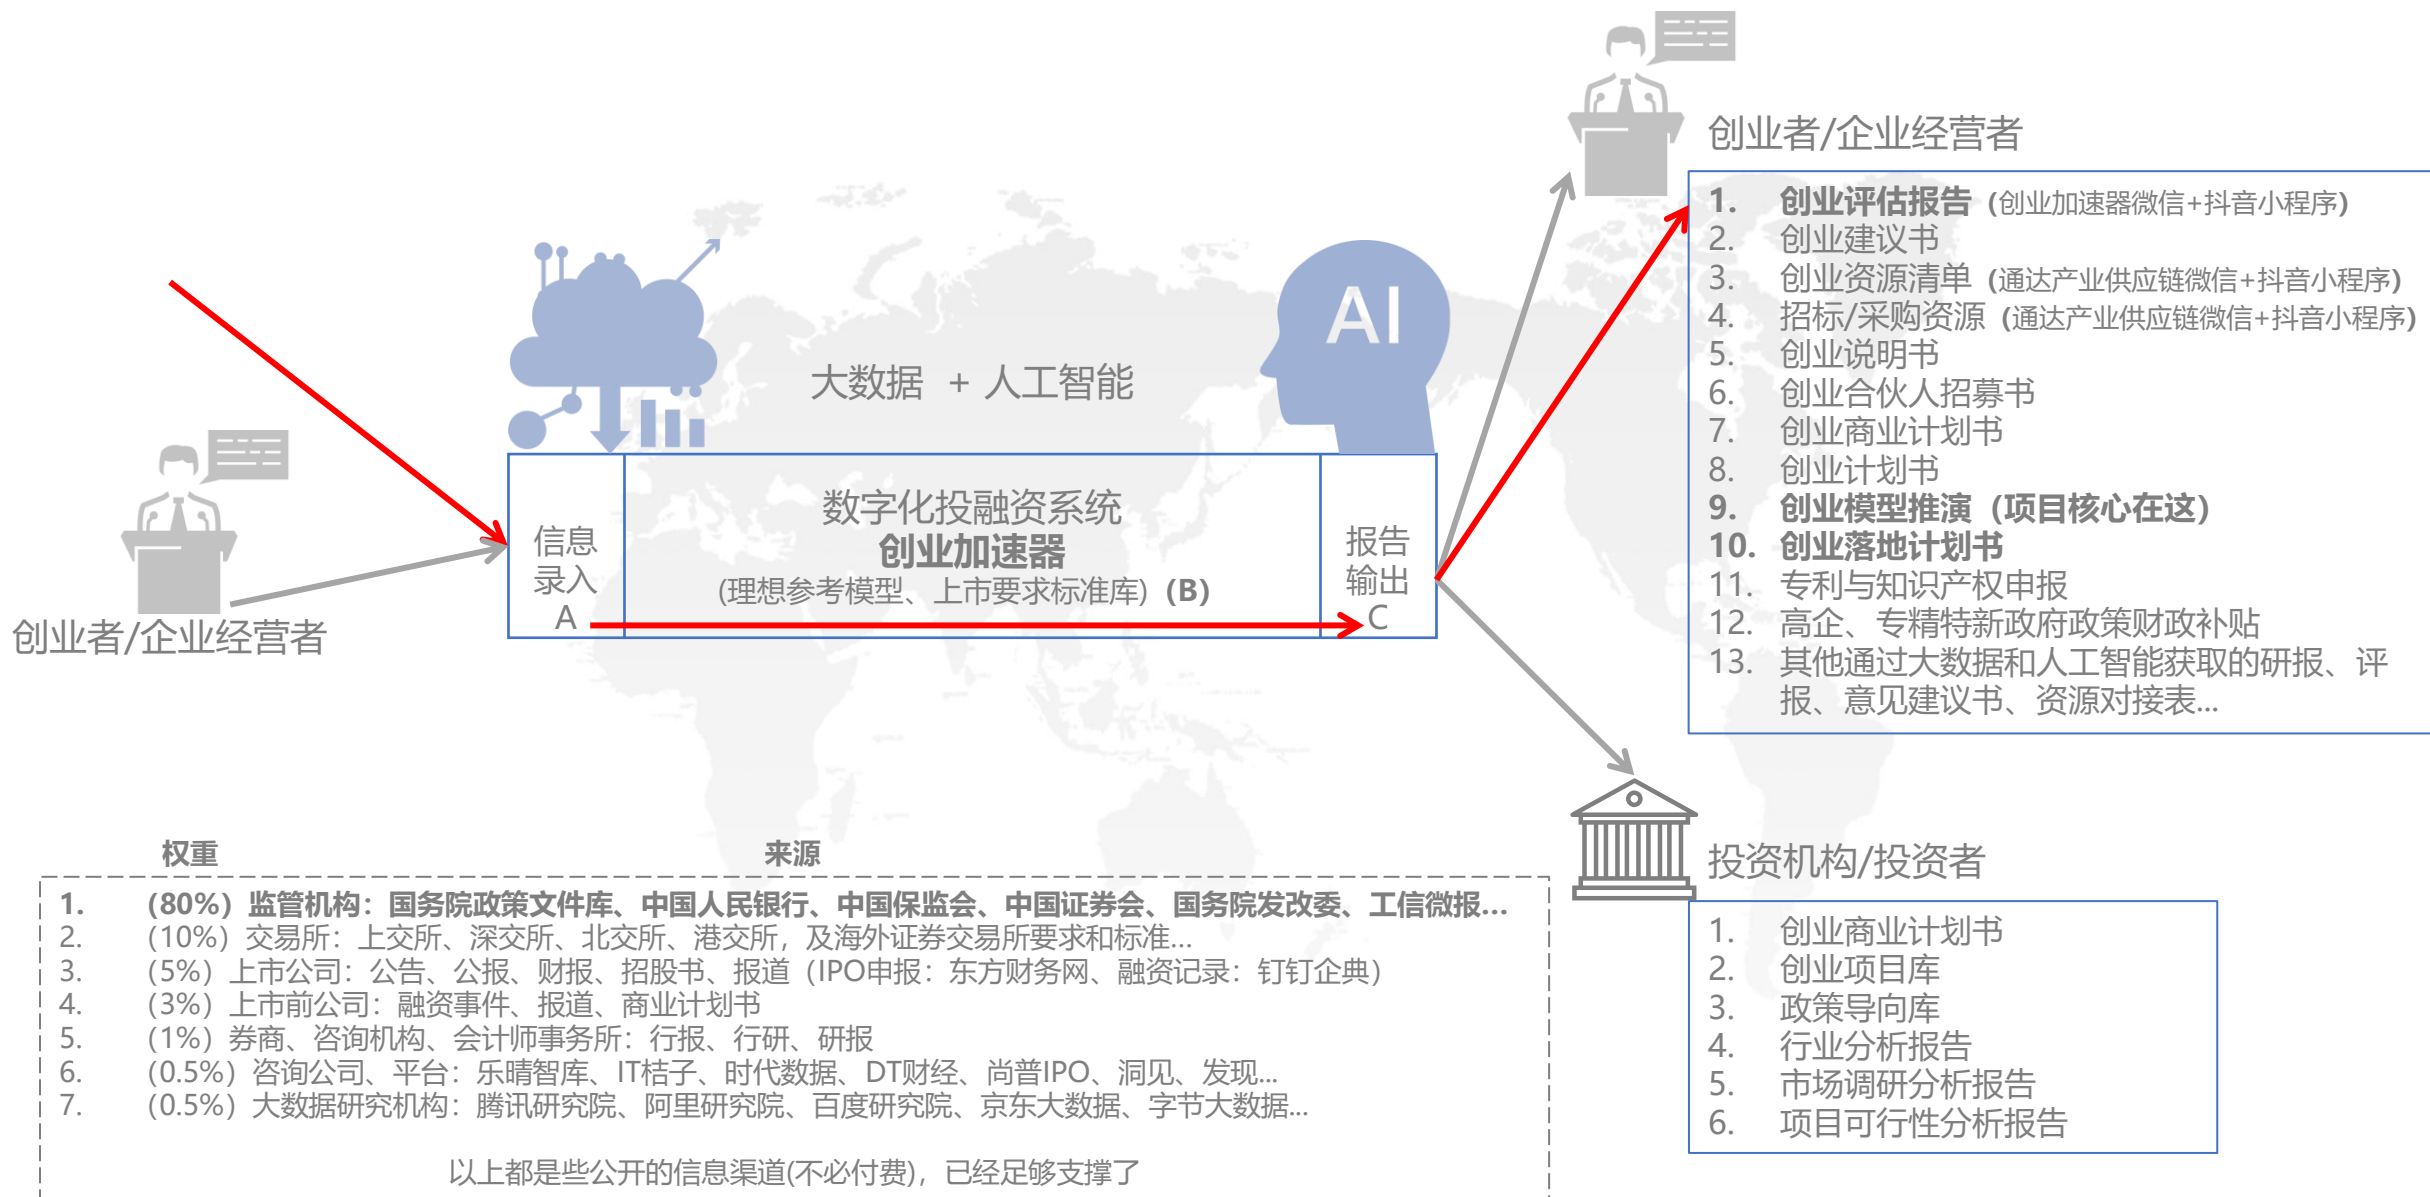 创业者/企业经营者
1. 创业评估报告 (创业加速器微信+抖音小程序)
2. 创业建议书
3. 创业资源清单 (通达产业供应链微信+抖音小程序)
4. 招标/采购资源 (通达产业供应链微信+抖音小程序)
5. 创业说明书
6. 创业合伙人招募书
7. 创业商业计划书
8. 创业计划书
9. 创业模型推演（项目核心在这）
10. 创业落地计划书
11. 专利与知识产权申报
12. 高企、专精特新政府政策财政补贴
13. 其他通过大数据和人工智能获取的研报、评
报、意见建议书、资源对接表...
AI
大数据 + 人工智能
创业者/企业经营者
信息
录入
A
数字化投融资系统
创业加速器
(理想参考模型、上市要求标准库) (B)
报告
输出
C
投资机构/投资者
1. 创业商业计划书
2. 创业项目库
3. 政策导向库
4. 行业分析报告
5. 市场调研分析报告
6. 项目可行性分析报告
权重 来源
1. （80%）监管机构：国务院政策文件库、中国人民银行、中国保监会、中国证券会、国务院发改委、工信微报...
2. （10%）交易所：上交所、深交所、北交所、港交所，及海外证券交易所要求和标准...
3. （5%）上市公司：公告、公报、财报、招股书、报道（IPO申报：东方财务网、融资记录：钉钉企典）
4. （3%）上市前公司：融资事件、报道、商业计划书
5. （1%）券商、咨询机构、会计师事务所：行报、行研、研报
6. （0.5%）咨询公司、平台：乐晴智库、IT桔子、时代数据、DT财经、尚普IPO、洞见、发现...
7. （0.5%）大数据研究机构：腾讯研究院、阿里研究院、百度研究院、京东大数据、字节大数据...
以上都是些公开的信息渠道(不必付费)，已经足够支撑了